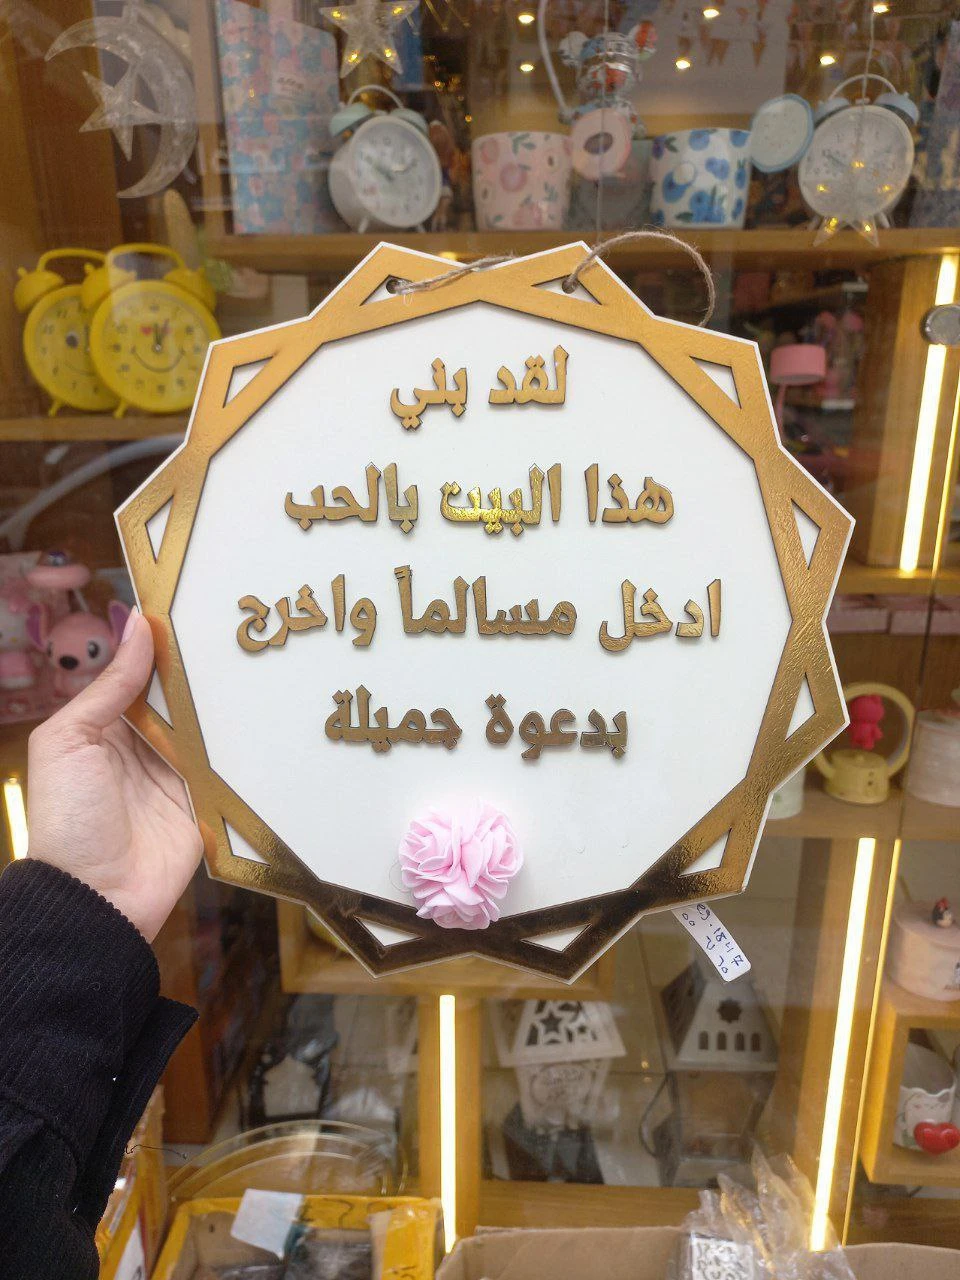 لقد بني
هذا البيت بالحب
ادخل مسالماً واخرج
بدعوة جميلة